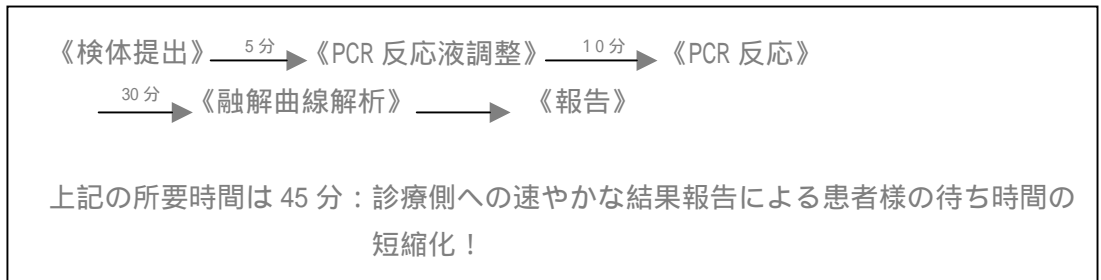 《検体提出》 5分 《PCR 反応液調整》 10分 《PCR 反応》
30分 《融解曲線解析》 《報告》
上記の所要時間は 45 分：診療側への速やかな結果報告による患者様の待ち時間の
短縮化！